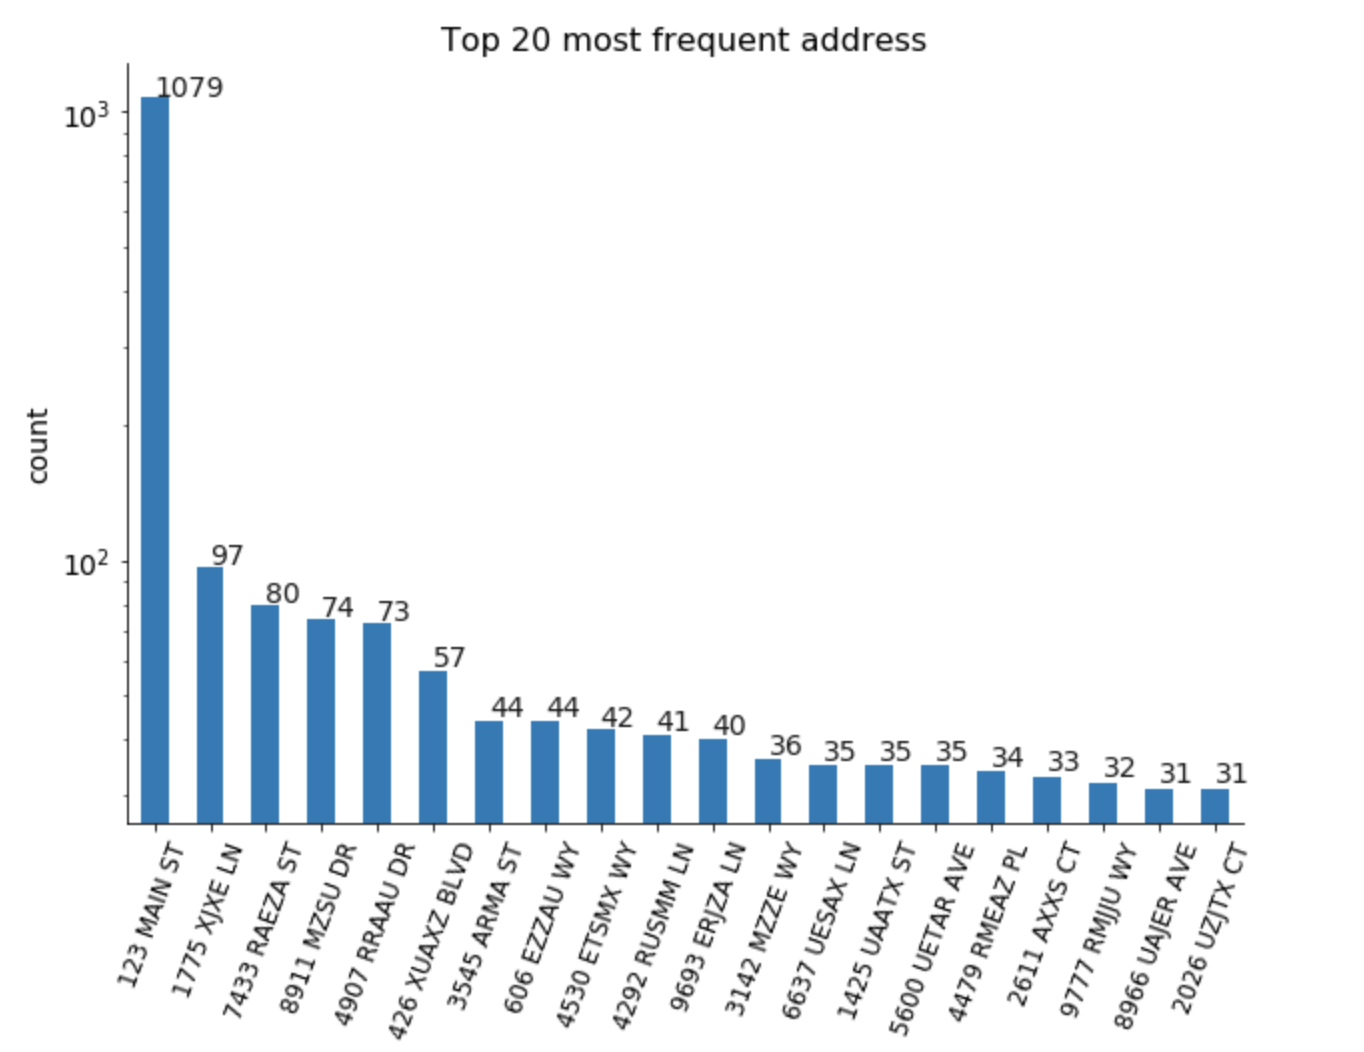 Top 20 most frequent address
count
10³
10²
1079
97
80
74
73
57
44
44
42
41
40
36
35
35
35
34
33
32
31
31
123 MAIN ST
1775 XJXE LN
7433 RAEZA ST
8911 MZSU DR
4907 RRAAU DR
426 XUAXZ BLVD
3545 ARMA ST
606 EZZAU WY
4530 ETSMX WY
4292 RUSMM LN
9693 ERJZA LN
3142 MZZE WY
6637 UESAX LN
1425 UAATX ST
5600 UETAR AVE
4479 RMEAZ PL
2611 AXXS CT
9777 RMJJU WY
8966 UAJER AVE
2026 UZJTX CT